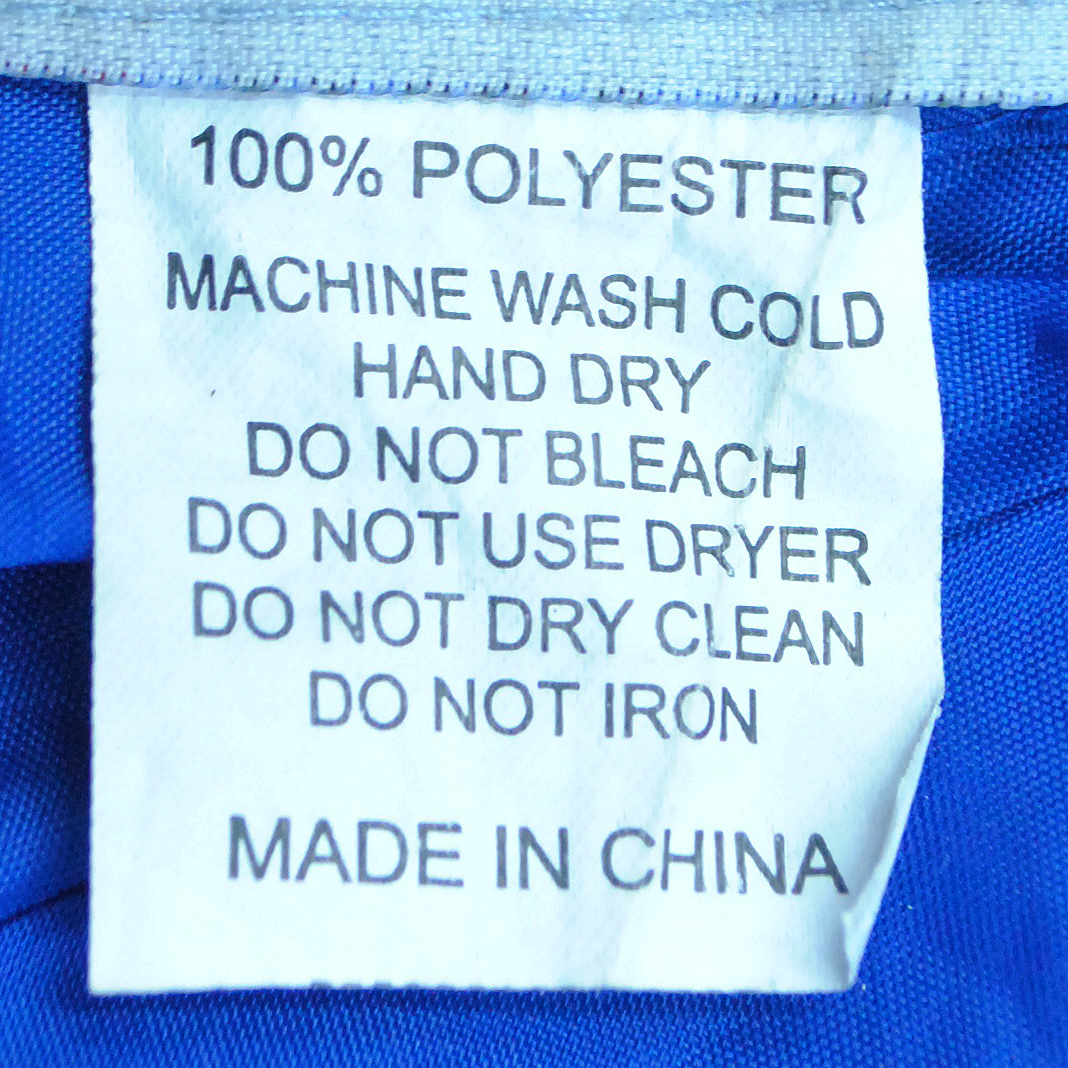 100% POLYESTER
MACHINE WASH COLD
HAND DRY
DO NOT BLEACH
DO NOT USE DRYER
DO NOT DRY CLEAN
DO NOT IRON
MADE IN CHINA